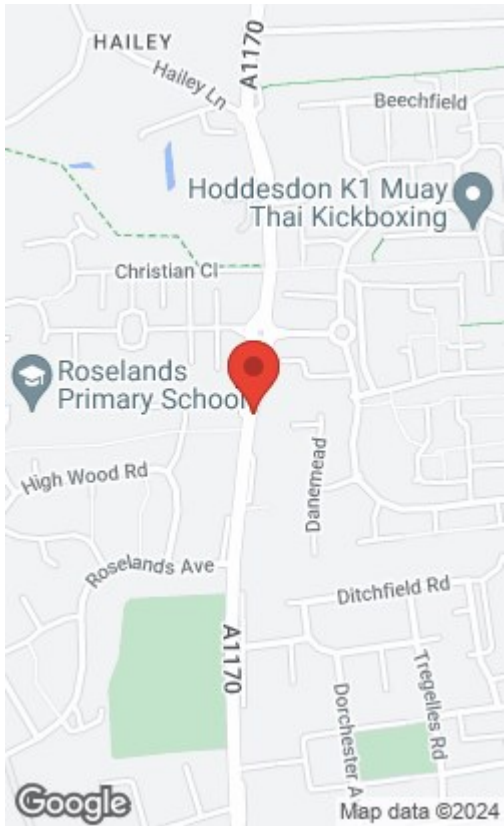 HAILEY
Hailey Ln
A1170
Beechfield
Hoddesdon K1 Muay
Thai Kickboxing
Christian Cl
Roselands
Primary School
High Wood Rd
Danemead
Roselands Ave
Ditchfield Rd
A1170
Dorchester A
Tregelles Rd
Google
Map data ©2024